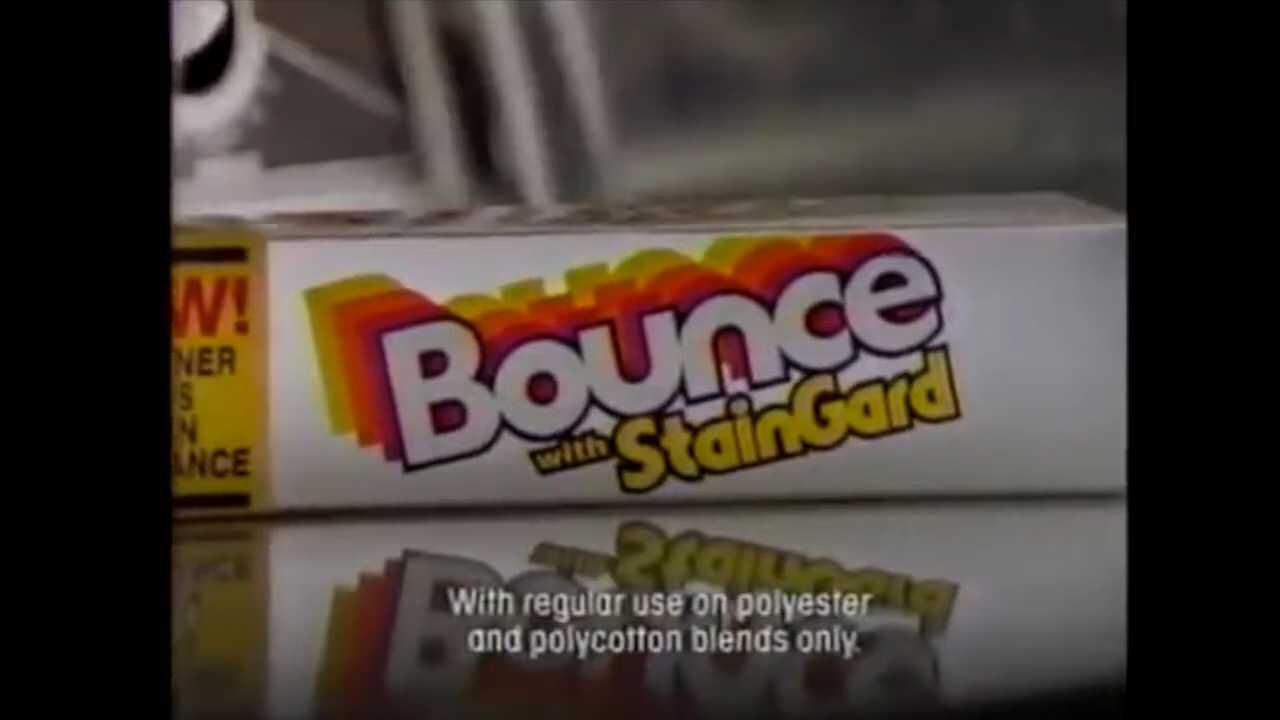 W!
NER
S
N
ANCE
Bounce
with StainGard
With regular use on polyester
and polycotton blends only.